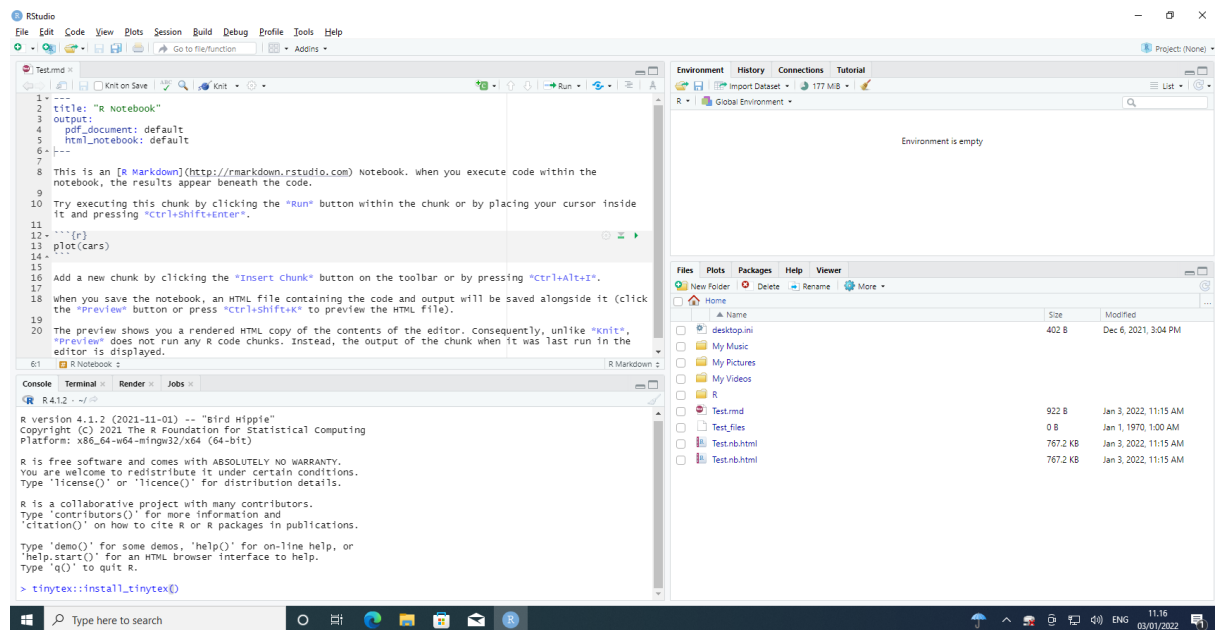 RStudio
File Edit Code View Plots Session Build Debug Profile Tools Help
Go to file/function Addins Project: (None)
Test.rmd
Knit on Save Knit Run
1 ---
2 title: "R Notebook"
3 output:
4 pdf_document: default
5 html_notebook: default
6 ---
7
8 This is an [R Markdown](http://rmarkdown.rstudio.com) Notebook. When you execute code within the
notebook, the results appear beneath the code.
9
10 Try executing this chunk by clicking the *Run* button within the chunk or by placing your cursor inside
it and pressing *Ctrl+Shift+Enter*.
11
12 ```{r}
13 plot(cars)
14 ```
15
16 Add a new chunk by clicking the *Insert Chunk* button on the toolbar or by pressing *Ctrl+Alt+I*.
17
18 When you save the notebook, an HTML file containing the code and output will be saved alongside it (click
the *Preview* button or press *Ctrl+Shift+K* to preview the HTML file).
19
20 The preview shows you a rendered HTML copy of the contents of the editor. Consequently, unlike *Knit*,
*Preview* does not run any R code chunks. Instead, the output of the chunk when it was last run in the
editor is displayed.
6:1 R Notebook R Markdown
Console Terminal Render Jobs
R 4.1.2 · ~/
R version 4.1.2 (2021-11-01) -- "Bird Hippie"
Copyright (C) 2021 The R Foundation for Statistical Computing
Platform: x86_64-w64-mingw32/x64 (64-bit)
R is free software and comes with ABSOLUTELY NO WARRANTY.
You are welcome to redistribute it under certain conditions.
Type 'license()' or 'licence()' for distribution details.
R is a collaborative project with many contributors.
Type 'contributors()' for more information and
'citation()' on how to cite R or R packages in publications.
Type 'demo()' for some demos, 'help()' for on-line help, or
'help.start()' for an HTML browser interface to help.
Type 'q()' to quit R.
> tinytex::install_tinytex()
Environment History Connections Tutorial
Import Dataset 177 MiB List
R Global Environment
Environment is empty
Files Plots Packages Help Viewer
New Folder Delete Rename More
Home ...
Name Size Modified
desktop.ini 402 B Dec 6, 2021, 3:04 PM
My Music
My Pictures
My Videos
R
Test.rmd 922 B Jan 3, 2022, 11:15 AM
Test_files 0 B Jan 1, 1970, 1:00 AM
Test.nb.html 767.2 KB Jan 3, 2022, 11:15 AM
Test.nb.html 767.2 KB Jan 3, 2022, 11:15 AM
Type here to search ENG 11.16
03/01/2022